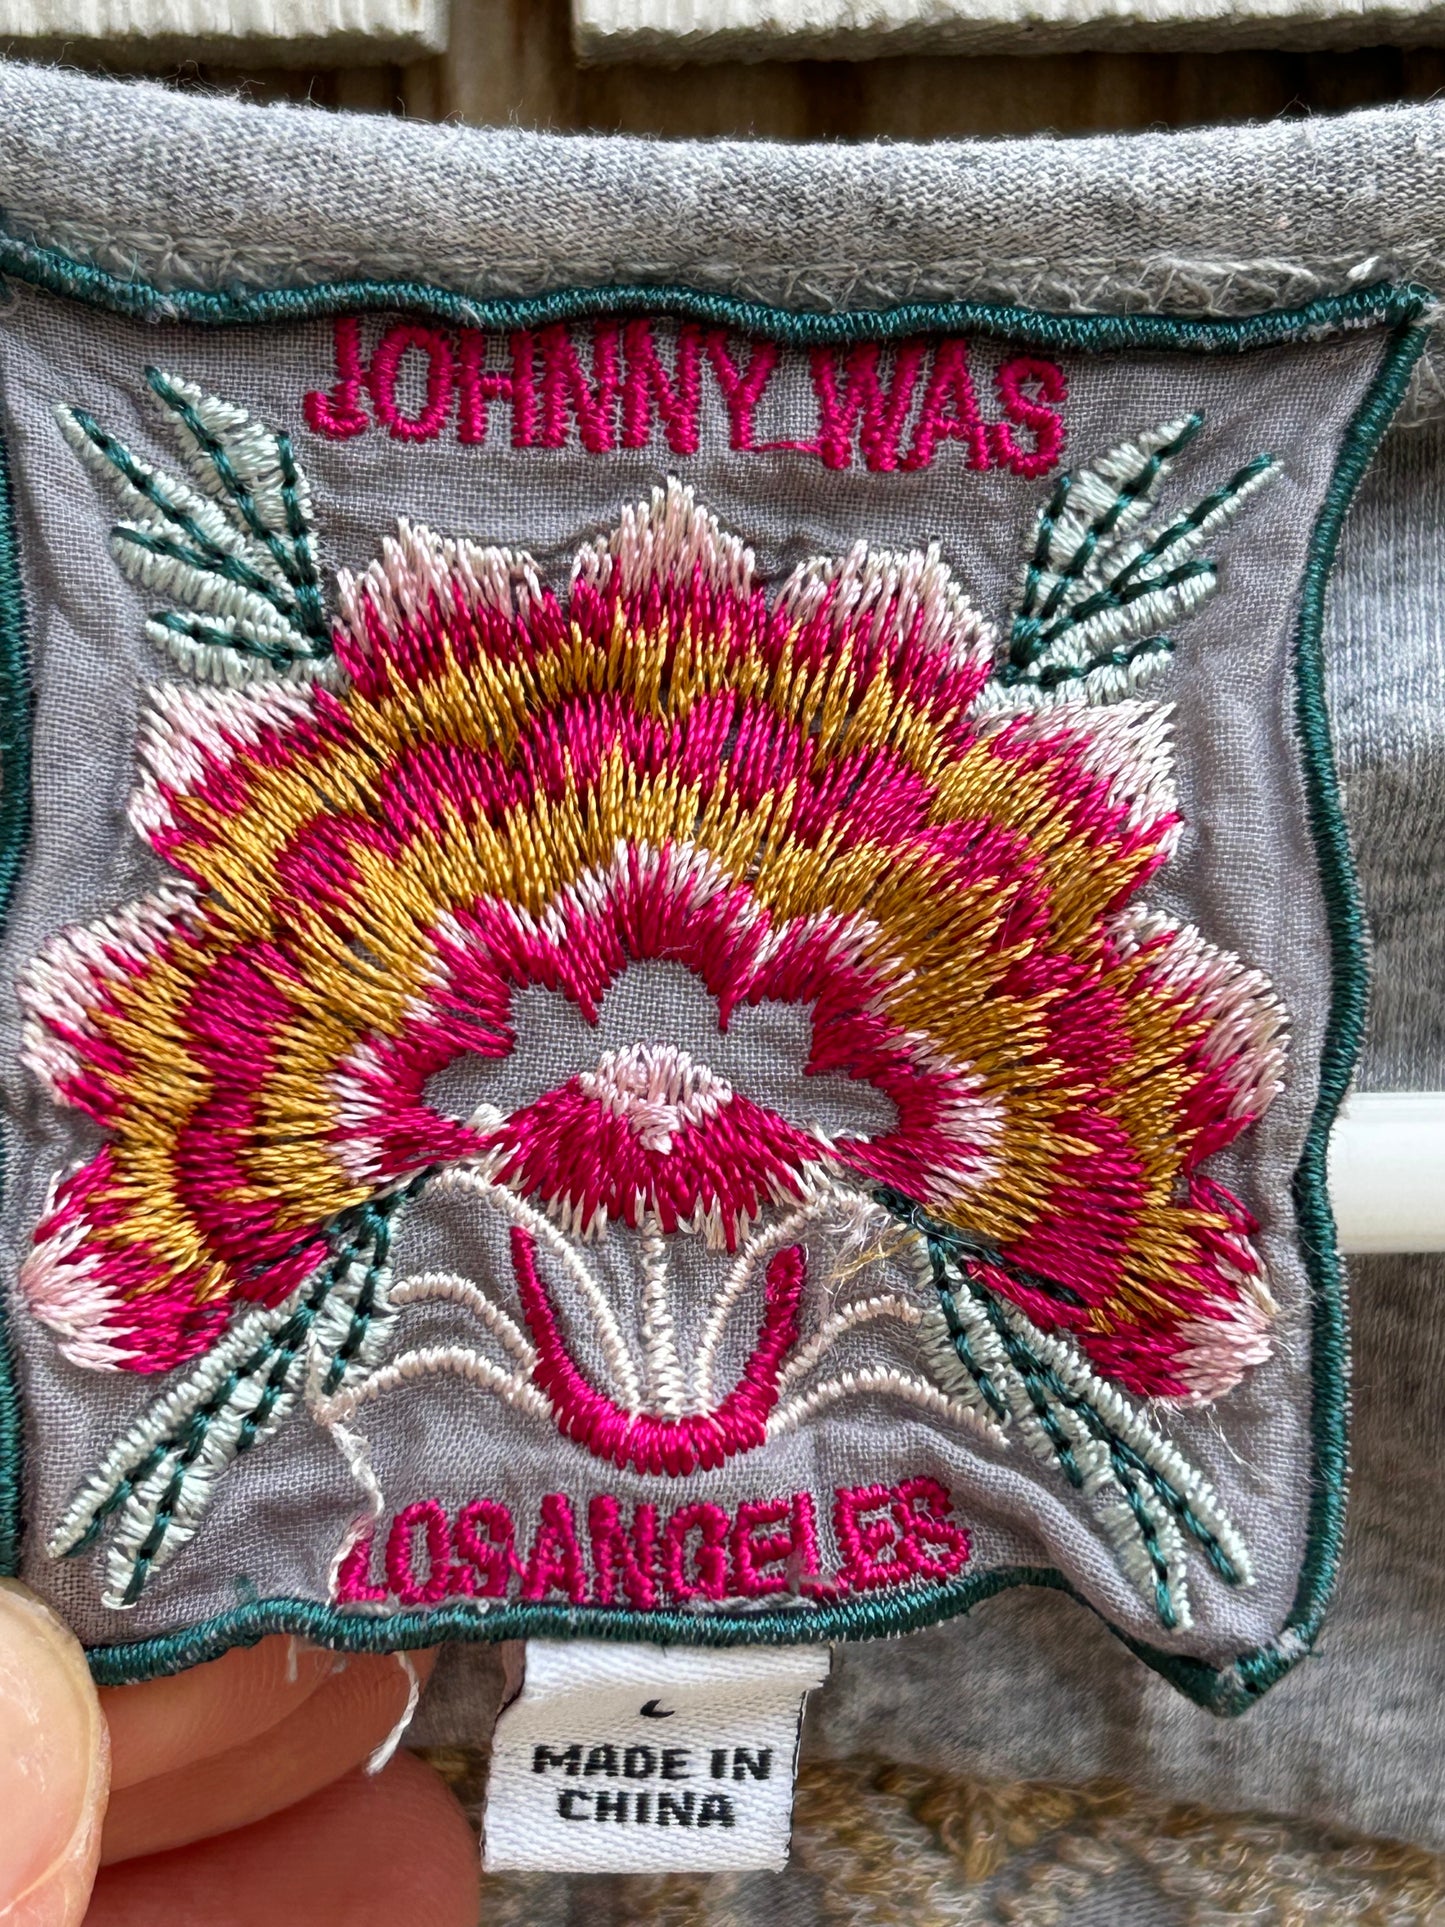 JOHNNY WAS
LOS ANGELES
L
MADE IN
CHINA